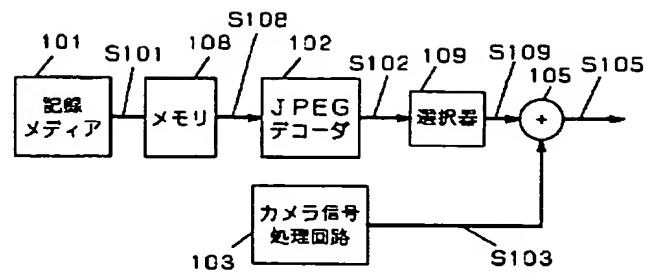 101
S101
108
S108
102
S102
109
S109
105
S105
記録
メディア
メモリ
JPEG
デコーダ
選択器
+
カメラ信号
処理回路
103
S103